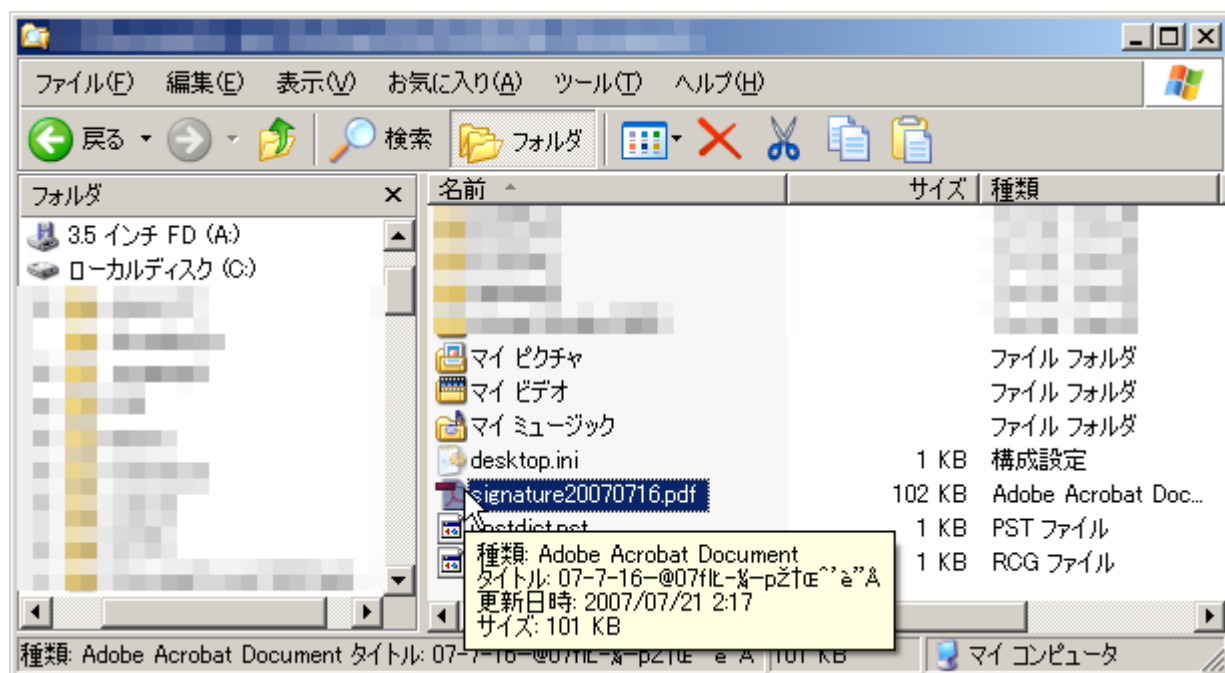 ファイル(F) 編集(E) 表示(V) お気に入り(A) ツール(T) ヘルプ(H)
戻る 検索 フォルダ
フォルダ x
3.5 インチ FD (A:)
ローカルディスク (C:)
名前 サイズ 種類
マイ ピクチャ ファイル フォルダ
マイ ビデオ ファイル フォルダ
マイ ミュージック ファイル フォルダ
desktop.ini 1 KB 構成設定
signature20070716.pdf 102 KB Adobe Acrobat Doc...
1 KB PST ファイル
1 KB RCG ファイル
種類: Adobe Acrobat Document
タイトル: 07-7-16
更新日時: 2007/07/21 2:17
サイズ: 101 KB
種類: Adobe Acrobat Document タイトル: 101 KB マイ コンピュータ